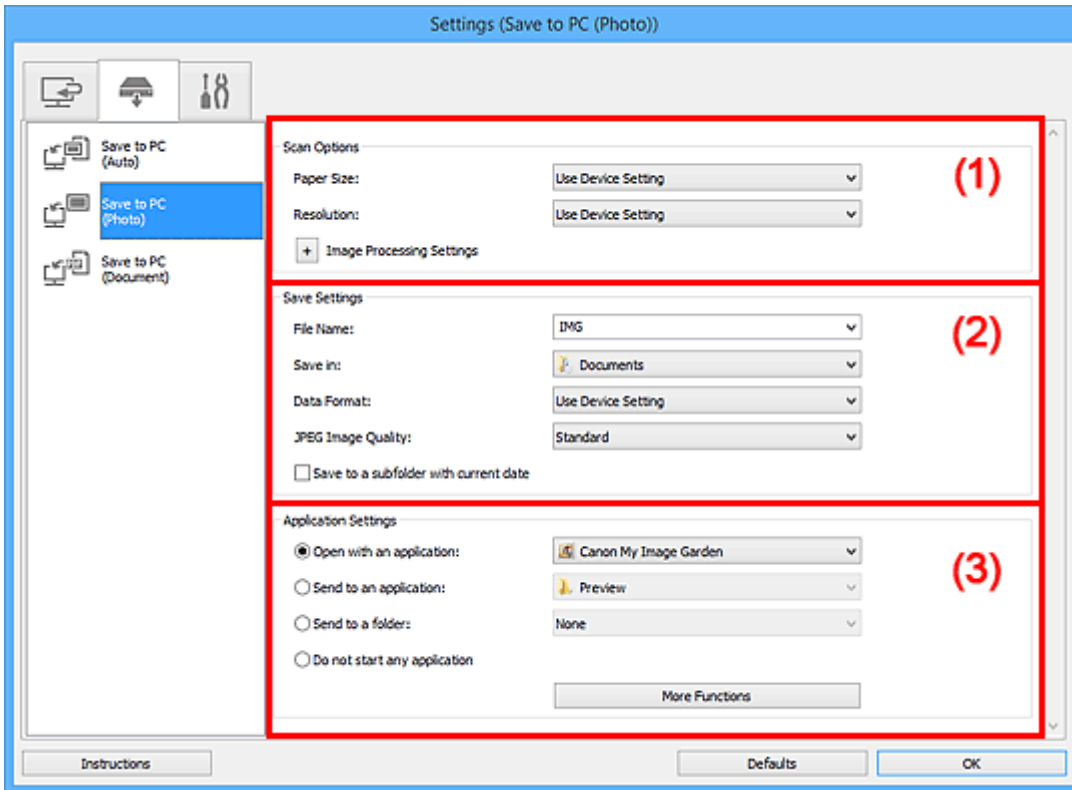 Settings (Save to PC (Photo))
Save to PC
(Auto)
Save to PC
(Photo)
Save to PC
(Document)
Scan Options
(1)
Paper Size: Use Device Setting
Resolution: Use Device Setting
+ Image Processing Settings
Save Settings
(2)
File Name: IMG
Save in: Documents
Data Format: Use Device Setting
JPEG Image Quality: Standard
Save to a subfolder with current date
Application Settings
(3)
Open with an application: Canon My Image Garden
Send to an application: Preview
Send to a folder: None
Do not start any application
More Functions
Instructions Defaults OK